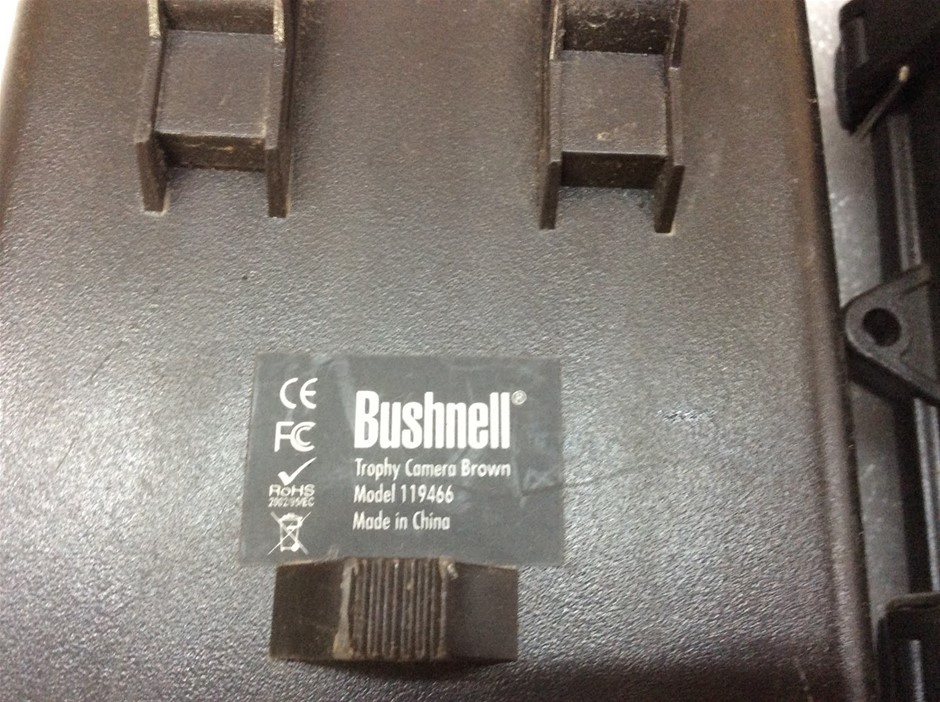 CE
FC
RoHS
2002/95/EC
Bushnell®
Trophy Camera Brown
Model 119466
Made in China